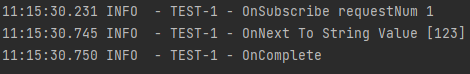 11:15:30.231 INFO  - TEST-1 - OnSubscribe requestNum 1
11:15:30.745 INFO  - TEST-1 - OnNext To String Value [123]
11:15:30.750 INFO  - TEST-1 - OnComplete